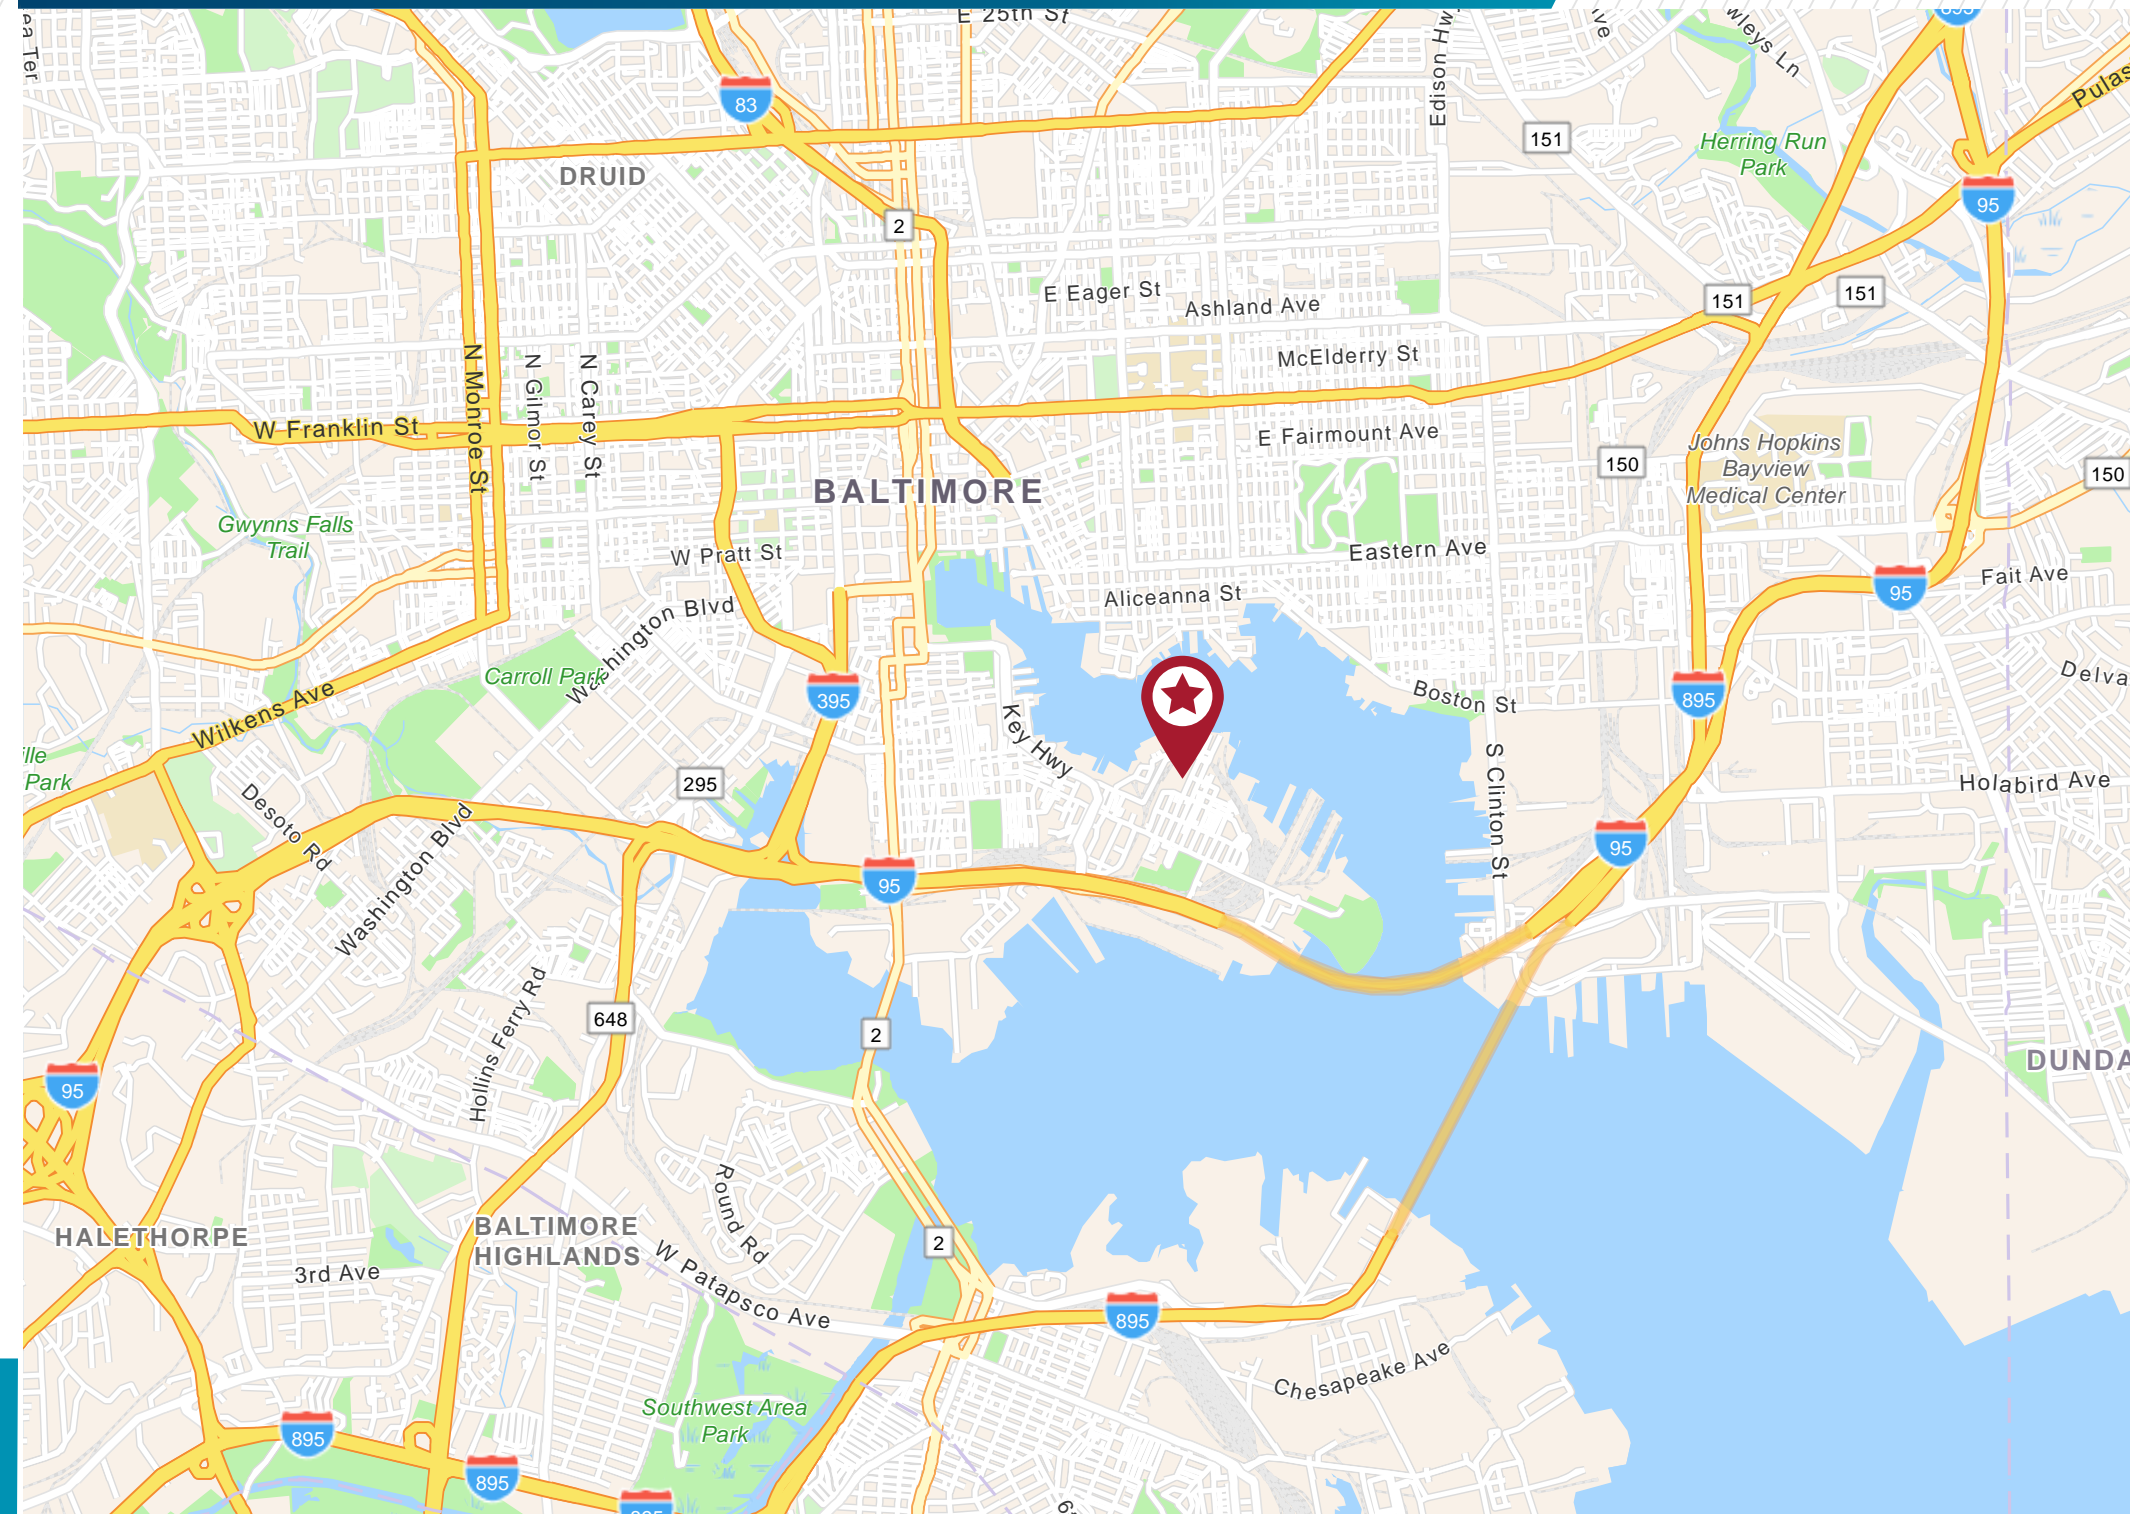 E 25th St
83
DRUID
2
Edison Hwy
151
Herring Run
Park
Pulas
95
E Eager St
Ashland Ave
151
151
McElderry St
N Monroe St
N Gilmor St
N Carey St
W Franklin St
E Fairmount Ave
150
Johns Hopkins
Bayview
Medical Center
150
BALTIMORE
Gwynns Falls
Trail
W Pratt St
Eastern Ave
95
Fait Ave
Aliceanna St
Washington Blvd
Carroll Park
395
895
Delva
Boston St
Wilkens Ave
Key Hwy
Park
295
S Clinton St
Holabird Ave
Desoto Rd
Washington Blvd
95
95
Hollins Ferry Rd
648
2
95
DUNDA
Round Rd
HALETHORPE
BALTIMORE
HIGHLANDS
2
3rd Ave
W Patapsco Ave
895
Chesapeake Ave
Southwest Area
Park
895
895